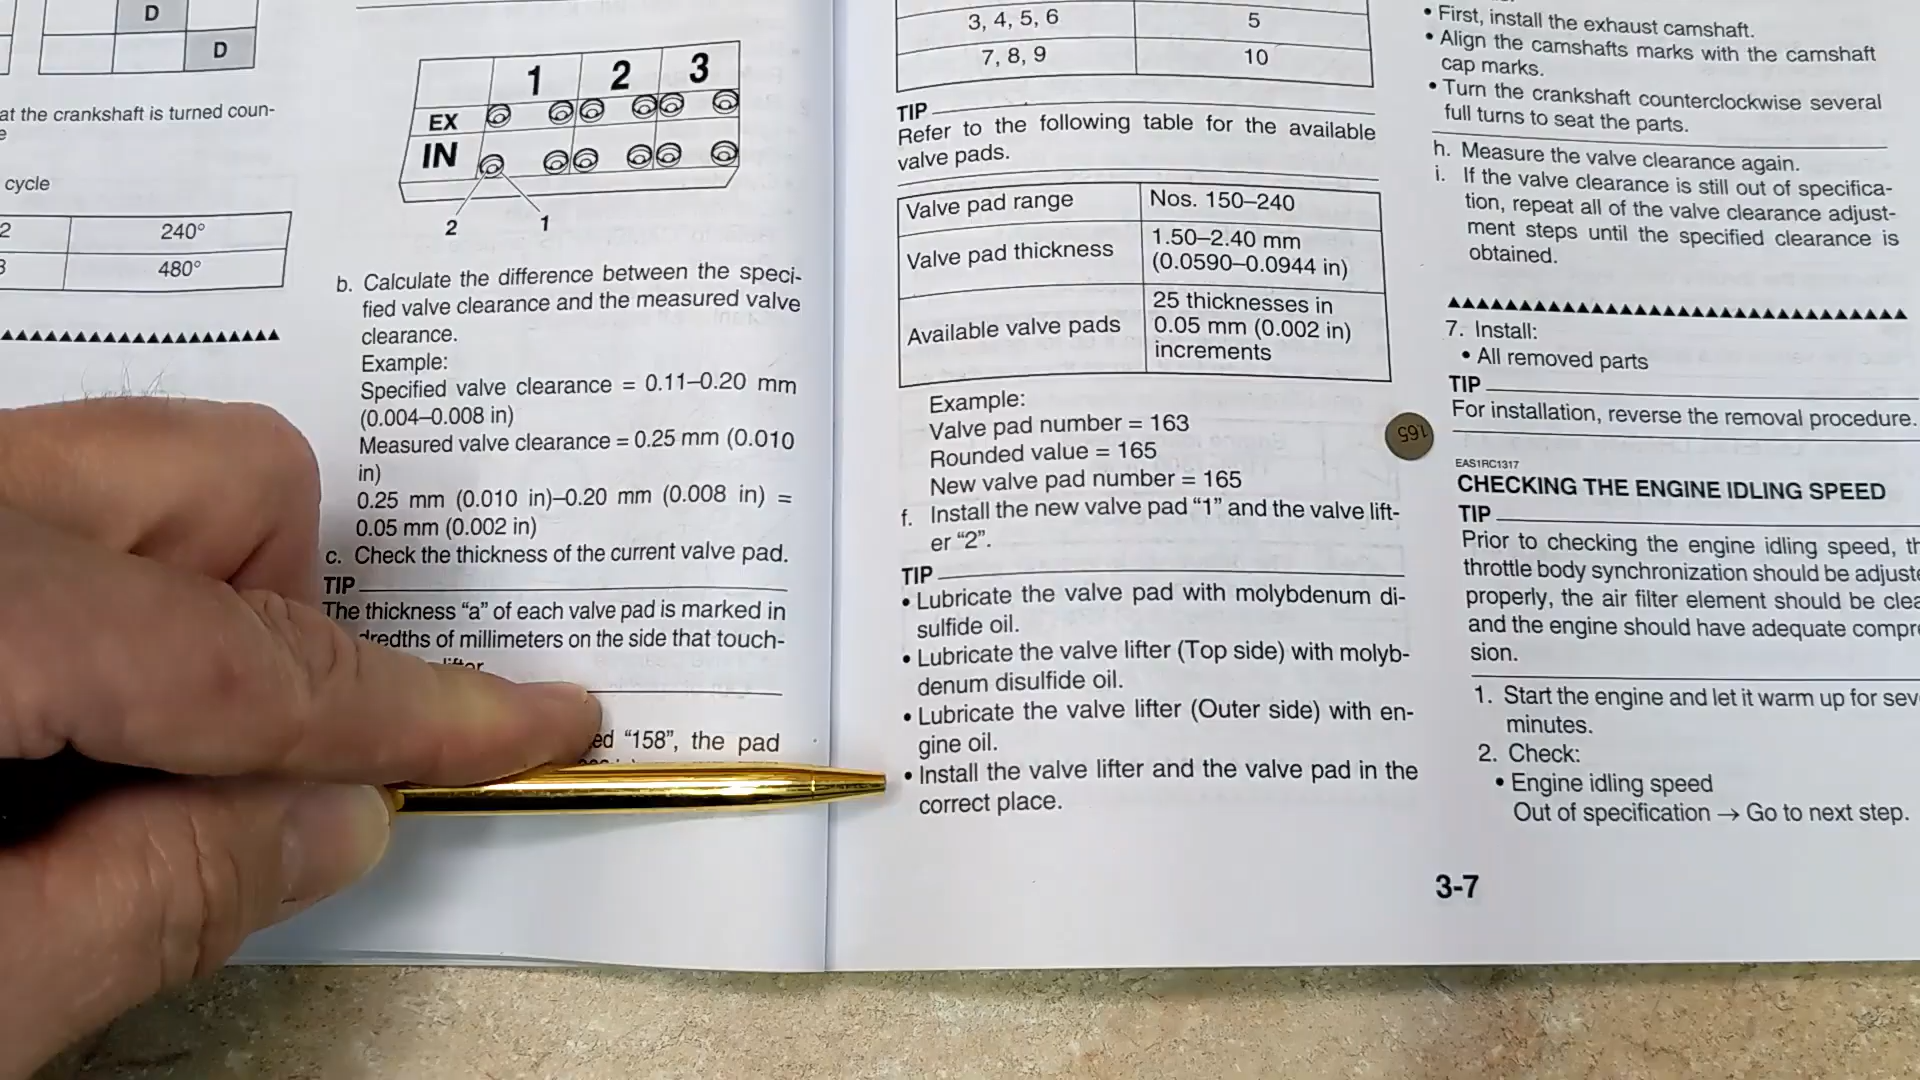 D
D
at the crankshaft is turned coun-
e
cycle
2 240°
3 480°
1 2 3
EX
IN
2 1
b. Calculate the difference between the speci-
fied valve clearance and the measured valve
clearance.
Example:
Specified valve clearance = 0.11–0.20 mm
(0.004–0.008 in)
Measured valve clearance = 0.25 mm (0.010
in)
0.25 mm (0.010 in)–0.20 mm (0.008 in) =
0.05 mm (0.002 in)
c. Check the thickness of the current valve pad.
TIP
The thickness “a” of each valve pad is marked in
dredths of millimeters on the side that touch-
lifter
ed “158”, the pad
3, 4, 5, 6 5
7, 8, 9 10
TIP
Refer to the following table for the available
valve pads.
Valve pad range Nos. 150–240
Valve pad thickness 1.50–2.40 mm
(0.0590–0.0944 in)
Available valve pads 25 thicknesses in
0.05 mm (0.002 in)
increments
Example:
Valve pad number = 163
Rounded value = 165
New valve pad number = 165
f. Install the new valve pad “1” and the valve lift-
er “2”.
TIP
• Lubricate the valve pad with molybdenum di-
sulfide oil.
• Lubricate the valve lifter (Top side) with molyb-
denum disulfide oil.
• Lubricate the valve lifter (Outer side) with en-
gine oil.
• Install the valve lifter and the valve pad in the
correct place.
165
• First, install the exhaust camshaft.
• Align the camshafts marks with the camshaft
cap marks.
• Turn the crankshaft counterclockwise several
full turns to seat the parts.
h. Measure the valve clearance again.
i. If the valve clearance is still out of specifica-
tion, repeat all of the valve clearance adjust-
ment steps until the specified clearance is
obtained.
7. Install:
• All removed parts
TIP
For installation, reverse the removal procedure.
EAS1RC1317
CHECKING THE ENGINE IDLING SPEED
TIP
Prior to checking the engine idling speed, th
throttle body synchronization should be adjuste
properly, the air filter element should be clea
and the engine should have adequate compre
sion.
1. Start the engine and let it warm up for sev
minutes.
2. Check:
• Engine idling speed
Out of specification → Go to next step.
3-7